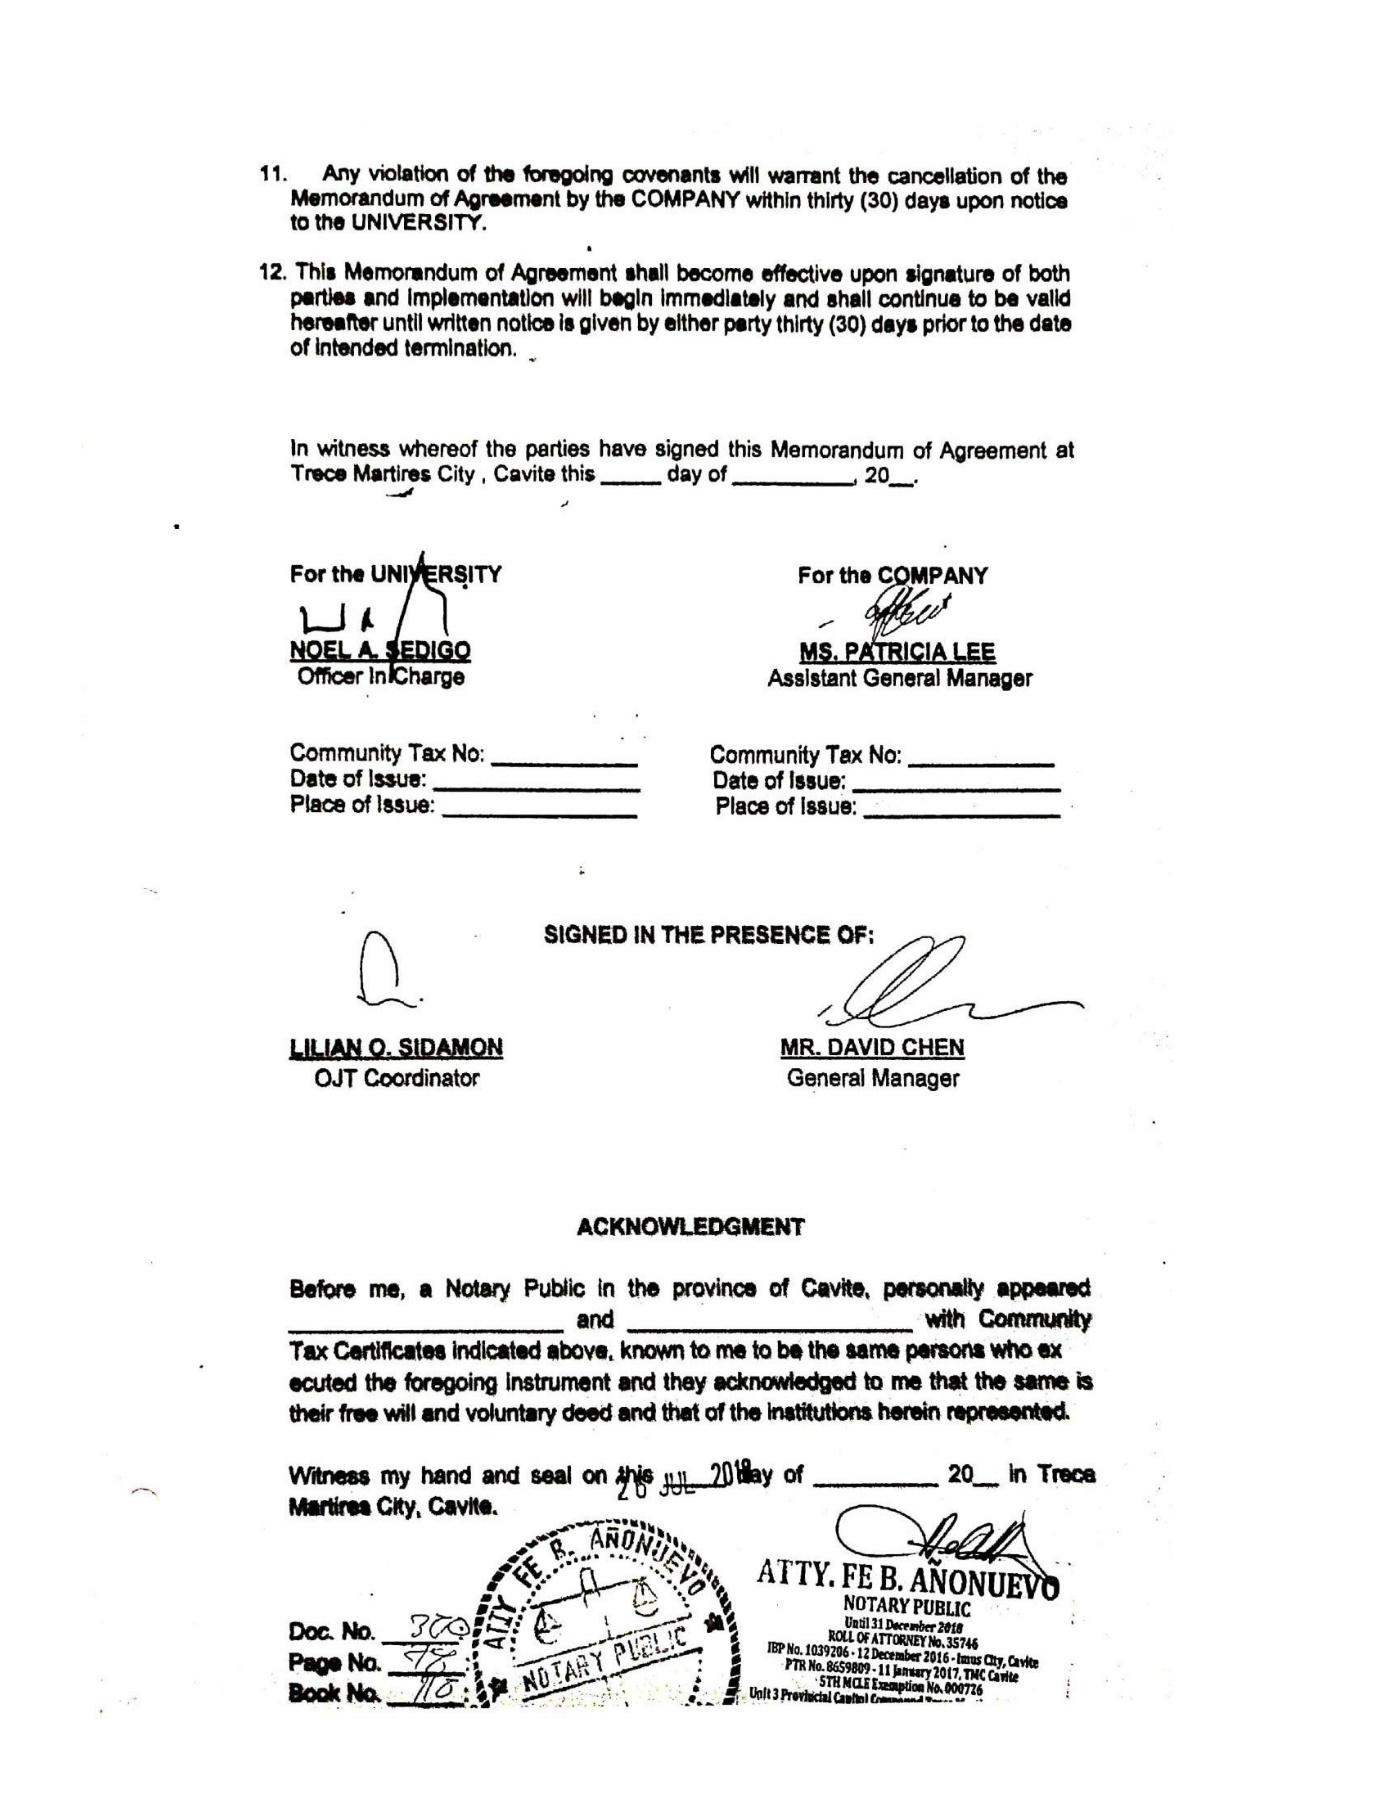 11. Any violation of the foregoing covenants will warrant the cancellation of the
Memorandum of Agreement by the COMPANY within thirty (30) days upon notice
to the UNIVERSITY.
12. This Memorandum of Agreement shall become effective upon signature of both
parties and implementation will begin immediately and shall continue to be valid
hereafter until written notice is given by either party thirty (30) days prior to the date
of intended termination.
In witness whereof the parties have signed this Memorandum of Agreement at
Trece Martires City , Cavite this _____ day of __________, 20__.
For the UNIVERSITY
For the COMPANY
NOEL A. SEDIGO
MS. PATRICIA LEE
Officer In Charge
Assistant General Manager
Community Tax No: ____________
Community Tax No: ____________
Date of Issue: _________________
Date of Issue: _________________
Place of Issue: ________________
Place of Issue: ________________
SIGNED IN THE PRESENCE OF:
LILIAN O. SIDAMON
MR. DAVID CHEN
OJT Coordinator
General Manager
ACKNOWLEDGMENT
Before me, a Notary Public in the province of Cavite, personally appeared
______________________ and ______________________ with Community
Tax Certificates indicated above, known to me to be the same persons who ex
ecuted the foregoing instrument and they acknowledged to me that the same is
their free will and voluntary deed and that of the institutions herein represented.
Witness my hand and seal on this 26 JUL 2018 day of __________ 20__ in Trece
Martires City, Cavite.
ATTY FE B. AÑONUEVO
NOTARY PUBLIC
ATTY. FE B. AÑONUEVO
NOTARY PUBLIC
Until 31 December 2018
ROLL OF ATTORNEY No. 35746
IBP No. 1039206 - 12 December 2016 - Imus City, Cavite
PTR No. 8659809 - 11 January 2017, TMC Cavite
5TH MCLE Exemption No. 000726
Unit 3 Provincial Capitol
Doc. No.
Page No.
Book No.